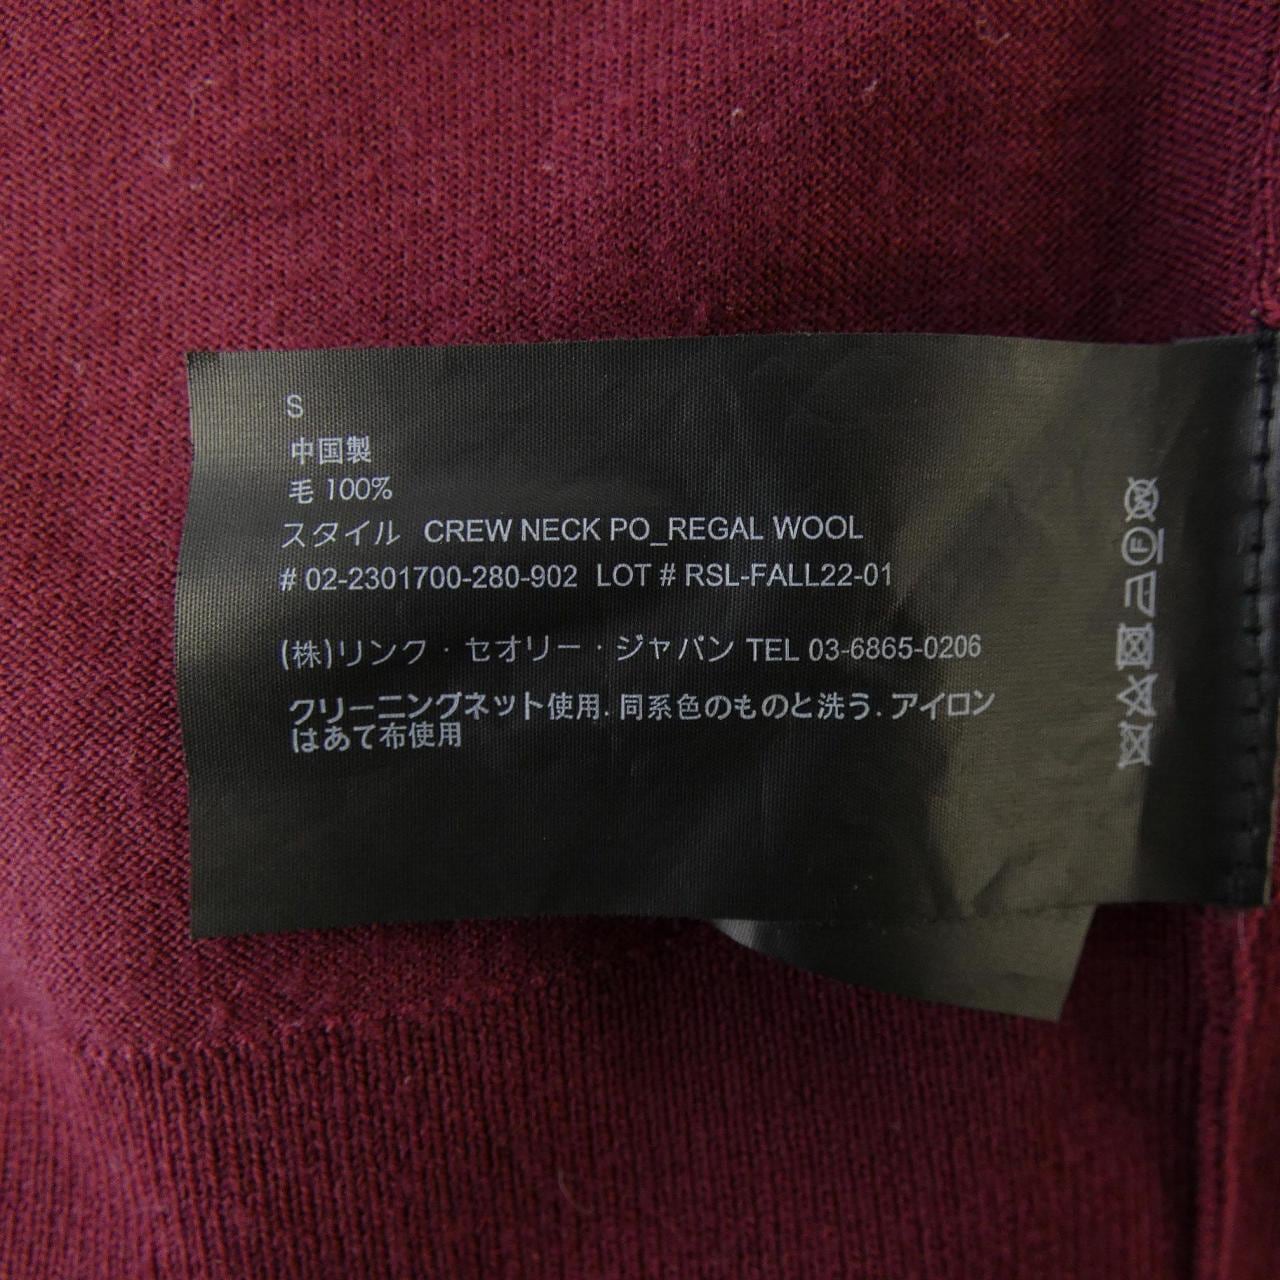 S
中国製
毛 100%
スタイル CREW NECK PO_REGAL WOOL
# 02-2301700-280-902 LOT # RSL-FALL22-01
(株)リンク・セオリー・ジャパン TEL 03-6865-0206
クリーニングネット使用.同系色のものと洗う.アイロン
はあて布使用
F